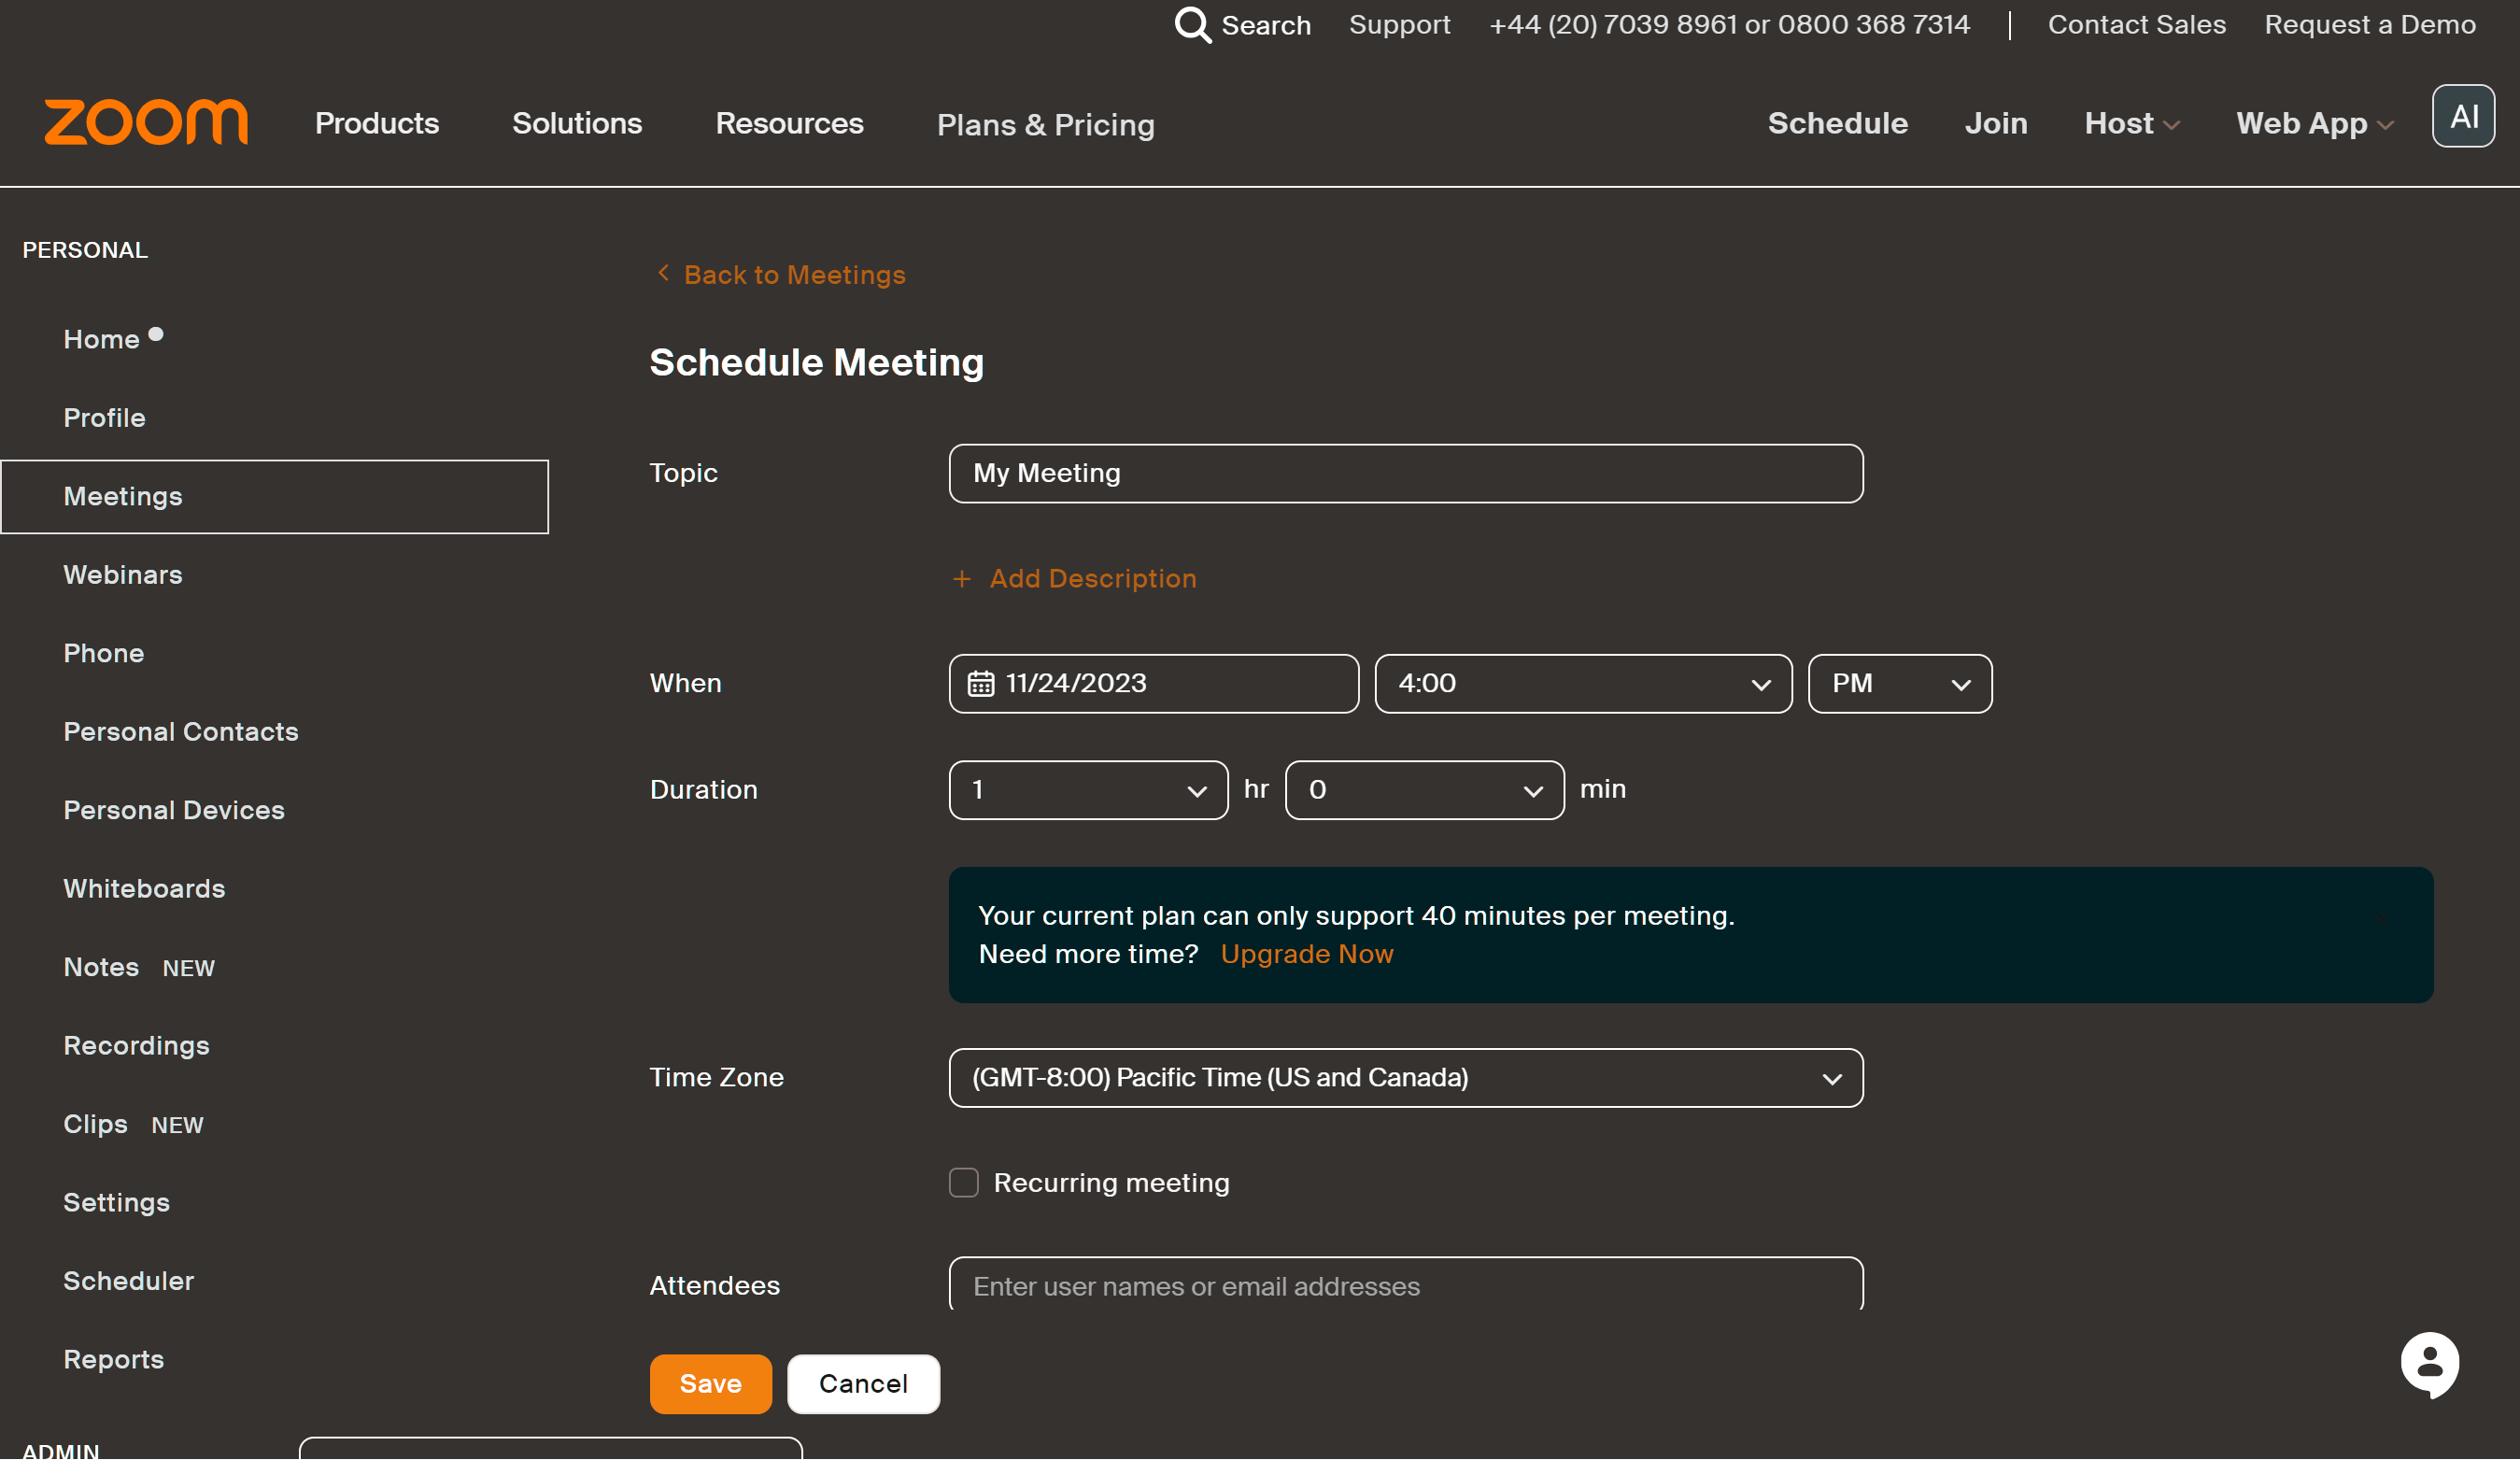 Search Support +44 (20) 7039 8961 or 0800 368 7314 Contact Sales Request a Demo
zoom Products Solutions Resources Plans & Pricing Schedule Join Host Web App AI
PERSONAL
Home
Profile
Meetings
Webinars
Phone
Personal Contacts
Personal Devices
Whiteboards
Notes NEW
Recordings
Clips NEW
Settings
Scheduler
Reports
ADMIN
Back to Meetings
Schedule Meeting
Topic My Meeting
+ Add Description
When 11/24/2023 4:00 PM
Duration 1 hr 0 min
Your current plan can only support 40 minutes per meeting.
Need more time? Upgrade Now
Time Zone (GMT-8:00) Pacific Time (US and Canada)
Recurring meeting
Attendees Enter user names or email addresses
Save Cancel